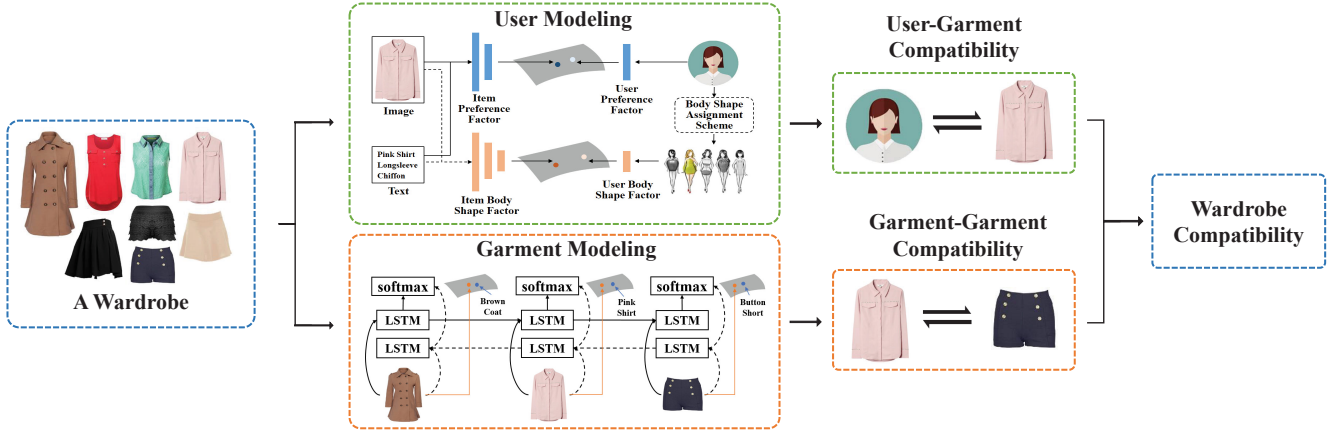 A Wardrobe
User Modeling
Image
Pink Shirt
Longsleeve
Chiffon
Text
Item
Preference
Factor
User
Preference
Factor
Body Shape
Assignment
Scheme
Item Body
Shape Factor
User Body
Shape Factor
Garment Modeling
softmax
Brown
Coat
softmax
Pink
Shirt
softmax
Button
Short
LSTM
LSTM
LSTM
LSTM
LSTM
LSTM
User-Garment
Compatibility
Garment-Garment
Compatibility
Wardrobe
Compatibility